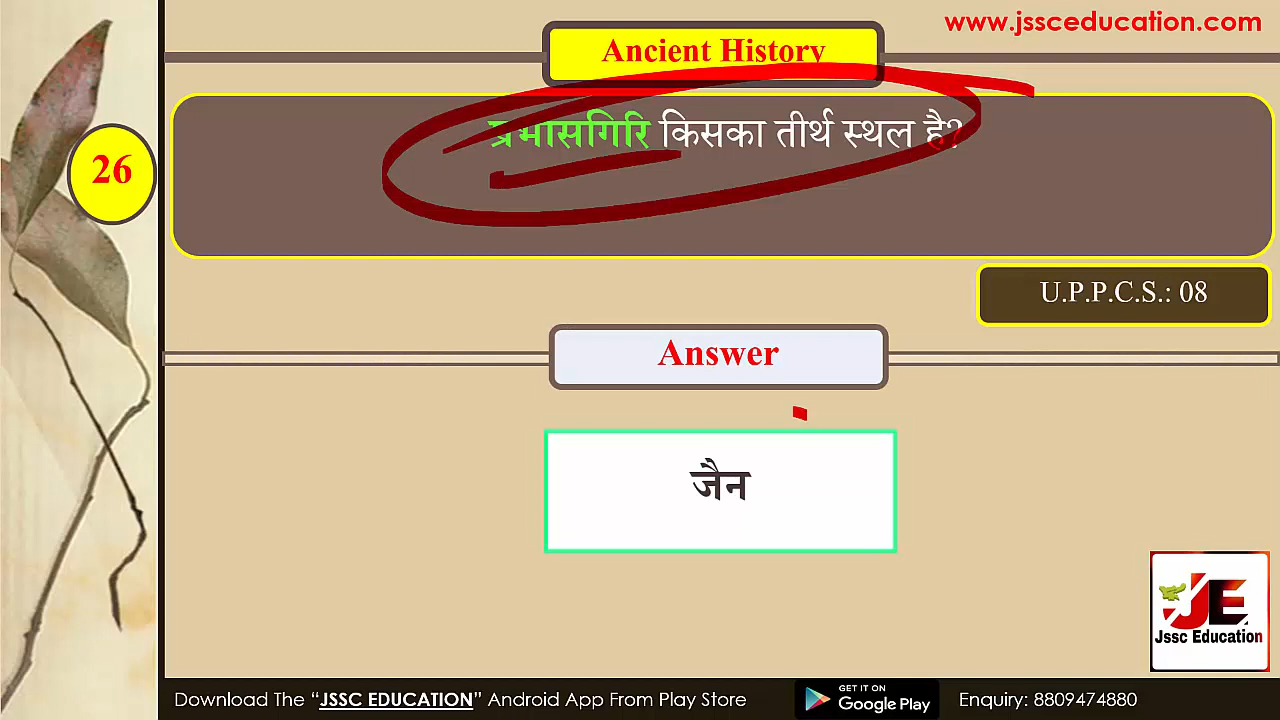 www.jssceducation.com
Ancient History
26
प्रभासगिरि किसका तीर्थ स्थल है?
U.P.P.C.S.: 08
Answer
जैन
JE
Jssc Education
Download The “JSSC EDUCATION” Android App From Play Store
GET IT ON
Google Play
Enquiry: 8809474880